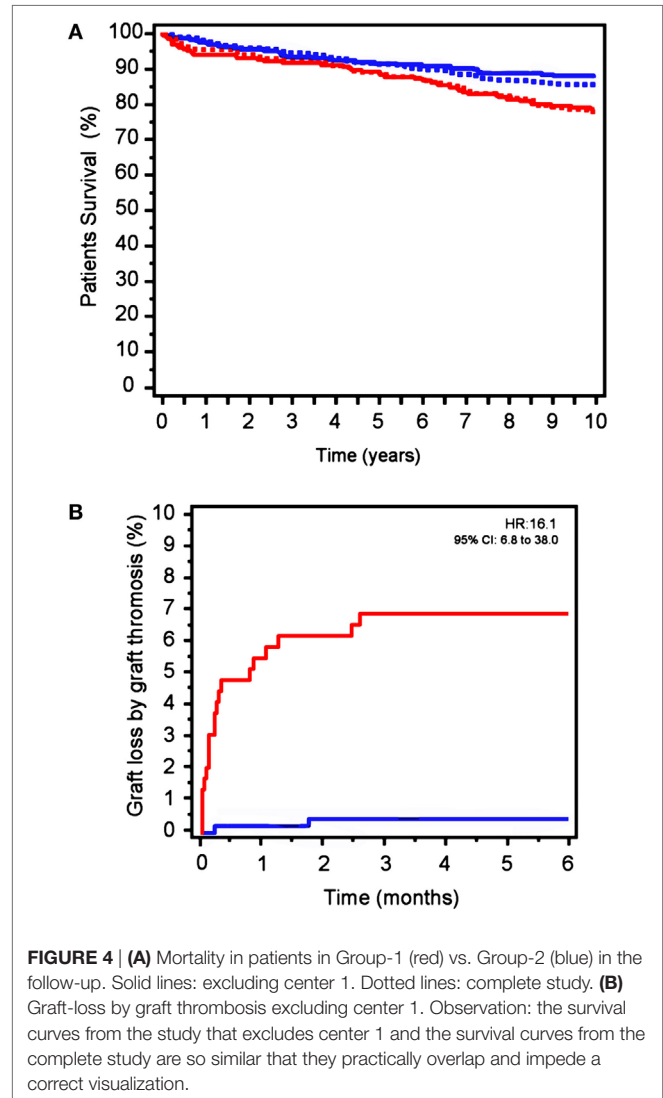 A
Patients Survival (%)
100
90
80
70
60
50
40
30
20
10
0
0 1 2 3 4 5 6 7 8 9 10
Time (years)
B
Graft loss by graft thromosis (%)
10
9
8
7
6
5
4
3
2
1
0
HR:16.1
95% CI: 6.8 to 38.0
0 1 2 3 4 5 6
Time (months)
FIGURE 4 | (A) Mortality in patients in Group-1 (red) vs. Group-2 (blue) in the
follow-up. Solid lines: excluding center 1. Dotted lines: complete study. (B)
Graft-loss by graft thrombosis excluding center 1. Observation: the survival
curves from the study that excludes center 1 and the survival curves from the
complete study are so similar that they practically overlap and impede a
correct visualization.